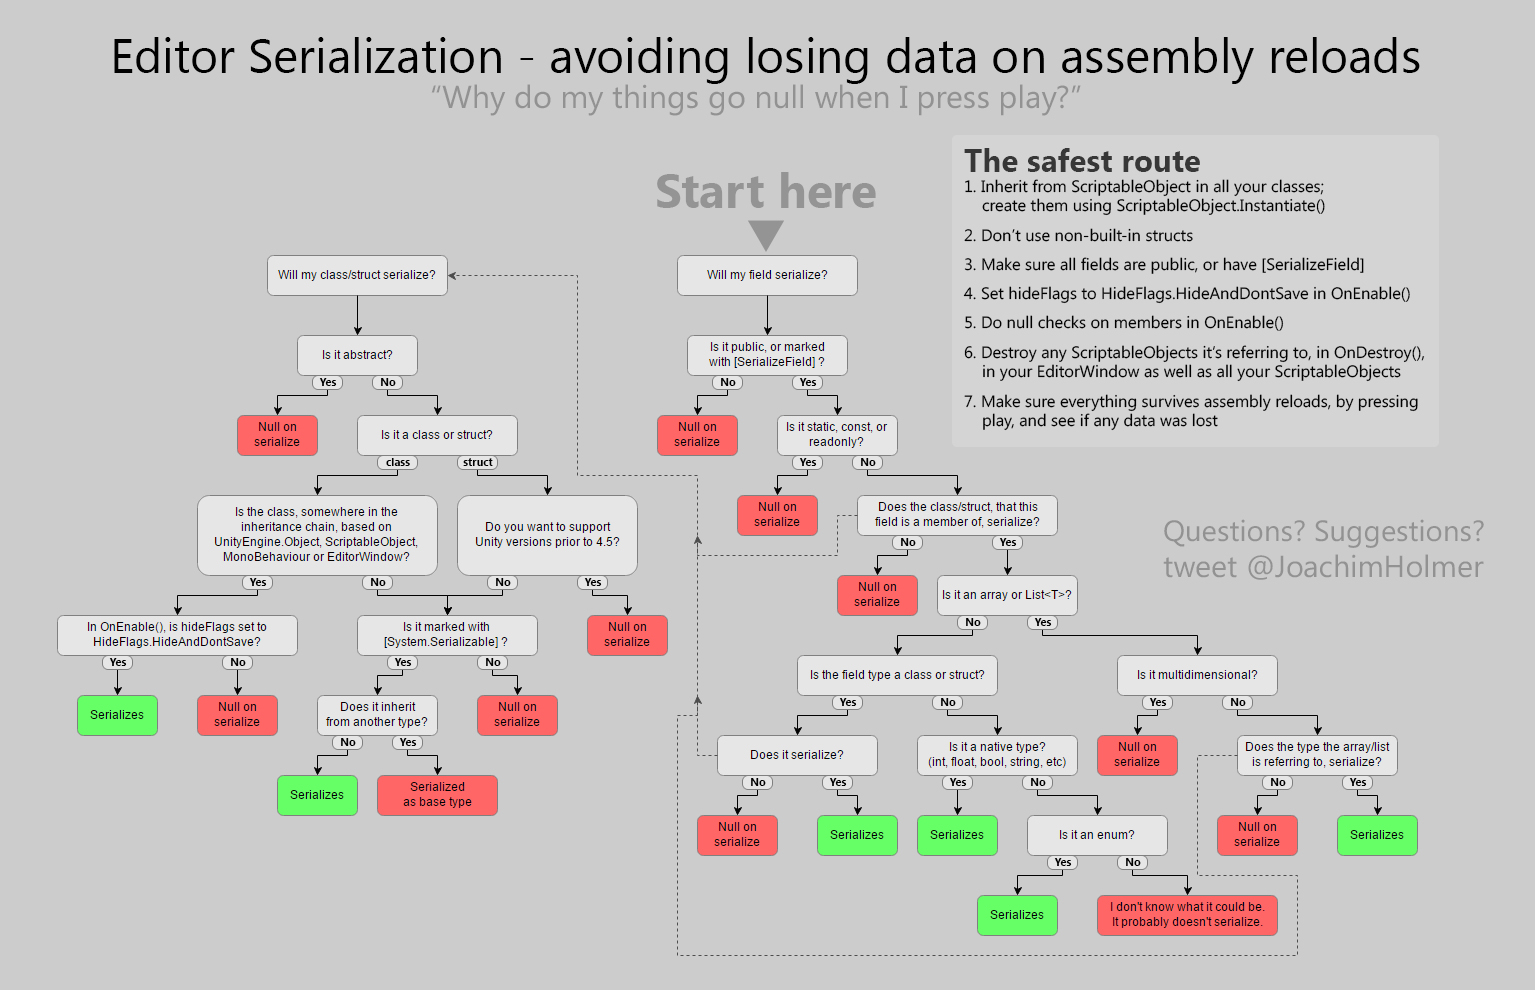 Editor Serialization - avoiding losing data on assembly reloads
“Why do my things go null when I press play?”
The safest route
1. Inherit from ScriptableObject in all your classes;
create them using ScriptableObject.Instantiate()
2. Don’t use non-built-in structs
3. Make sure all fields are public, or have [SerializeField]
4. Set hideFlags to HideFlags.HideAndDontSave in OnEnable()
5. Do null checks on members in OnEnable()
6. Destroy any ScriptableObjects it’s referring to, in OnDestroy(),
in your EditorWindow as well as all your ScriptableObjects
7. Make sure everything survives assembly reloads, by pressing
play, and see if any data was lost
Questions? Suggestions?
tweet @JoachimHolmer
Start here
Will my class/struct serialize?
Is it abstract?
Yes
No
Null on
serialize
Is it a class or struct?
class
struct
Is the class, somewhere in the
inheritance chain, based on
UnityEngine.Object, ScriptableObject,
MonoBehaviour or EditorWindow?
Yes
No
Do you want to support
Unity versions prior to 4.5?
No
Yes
In OnEnable(), is hideFlags set to
HideFlags.HideAndDontSave?
Yes
No
Is it marked with
[System.Serializable] ?
Yes
No
Null on
serialize
Serializes
Null on
serialize
Does it inherit
from another type?
No
Yes
Null on
serialize
Serializes
Serialized
as base type
Will my field serialize?
Is it public, or marked
with [SerializeField] ?
No
Yes
Null on
serialize
Is it static, const, or
readonly?
Yes
No
Null on
serialize
Does the class/struct, that this
field is a member of, serialize?
No
Yes
Null on
serialize
Is it an array or List<T>?
No
Yes
Is the field type a class or struct?
Yes
No
Is it multidimensional?
Yes
No
Does it serialize?
No
Yes
Is it a native type?
(int, float, bool, string, etc)
Yes
No
Null on
serialize
Does the type the array/list
is referring to, serialize?
No
Yes
Null on
serialize
Serializes
Serializes
Is it an enum?
Yes
No
Null on
serialize
Serializes
Serializes
I don't know what it could be.
It probably doesn't serialize.